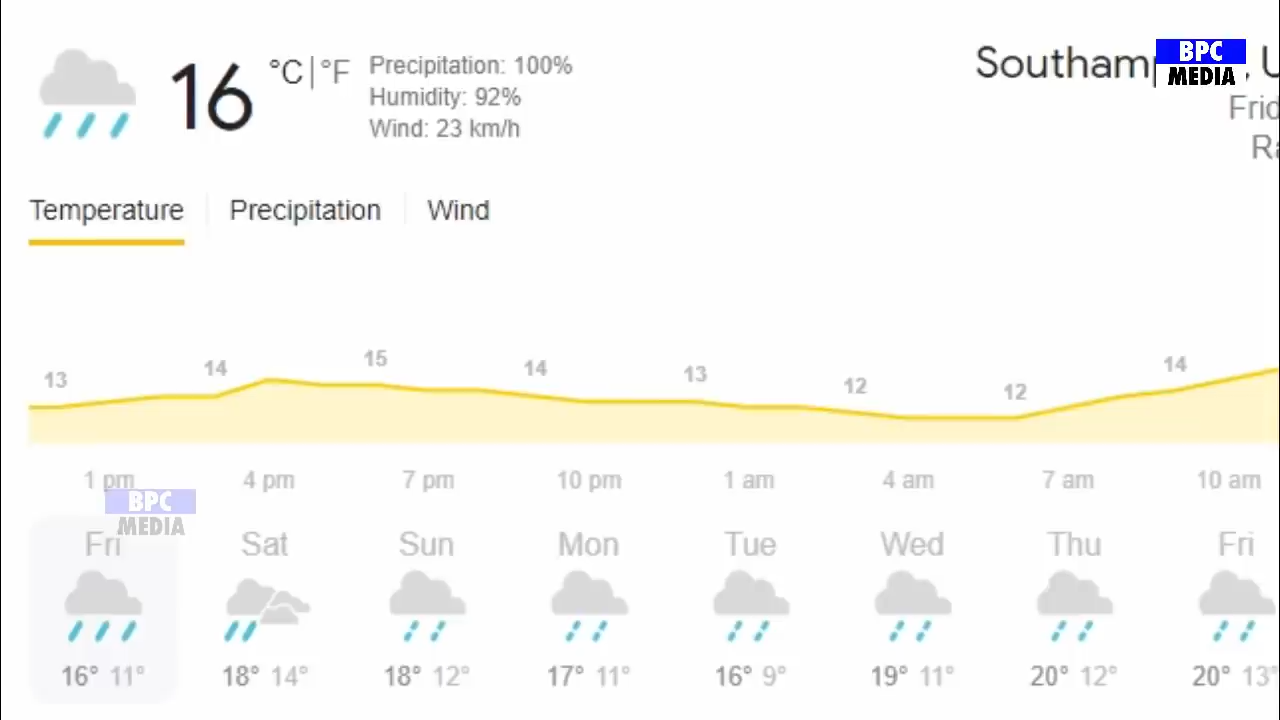 16 °C|°F
Precipitation: 100%
Humidity: 92%
Wind: 23 km/h
BPC
MEDIA
Temperature
Precipitation
Wind
13 14 15 14 13 12 12 14
1 pm 4 pm 7 pm 10 pm 1 am 4 am 7 am 10 am
BPC
MEDIA
Fri Sat Sun Mon Tue Wed Thu Fri
16° 11° 18° 14° 18° 12° 17° 11° 16° 9° 19° 11° 20° 12° 20° 13°